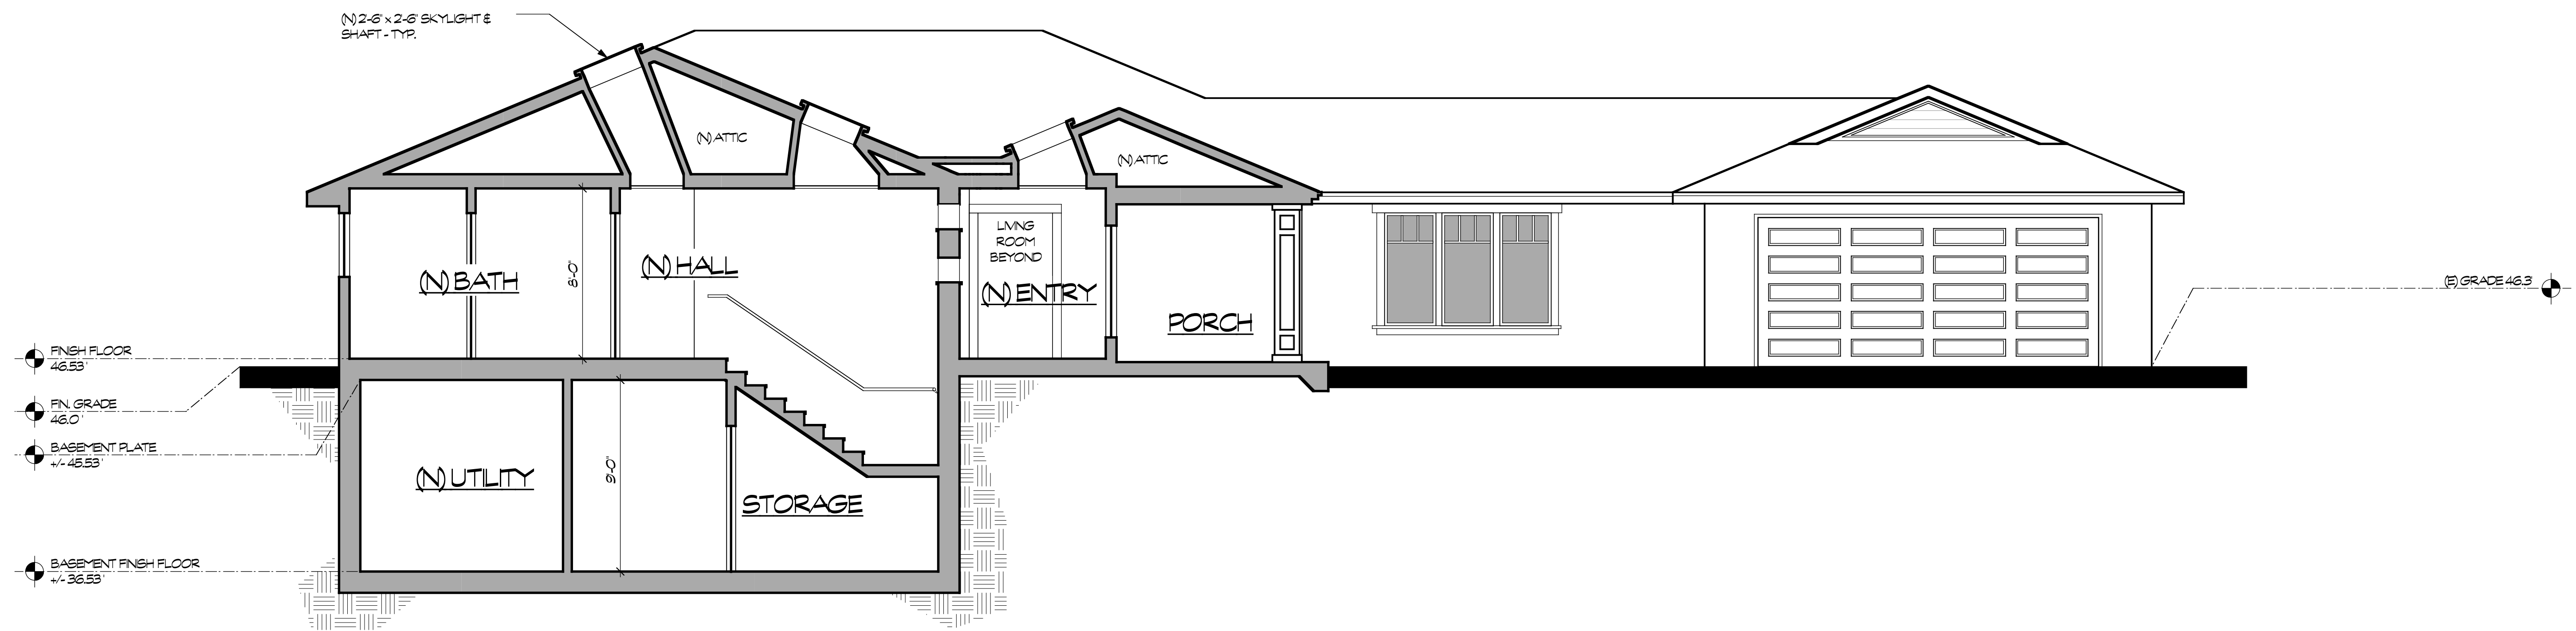 (N) 2'-6" x 2'-6" SKYLIGHT &
SHAFT - TYP.
(N) ATTIC
(N) ATTIC
LIVING
ROOM
BEYOND
(N) BATH
8'-0"
(N) HALL
(N) ENTRY
PORCH
(E) GRADE 46.3'
FINISH FLOOR
46.53'
FIN. GRADE
46.0'
BASEMENT PLATE
+/- 45.53'
(N) UTILITY
9'-0"
STORAGE
BASEMENT FINISH FLOOR
+/- 36.53'